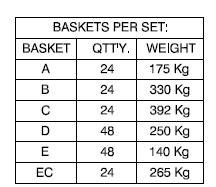 BASKETS PER SET:
BASKET QTT'Y. WEIGHT
A 24 175 Kg
B 24 330 Kg
C 24 392 Kg
D 48 250 Kg
E 48 140 Kg
EC 24 265 Kg